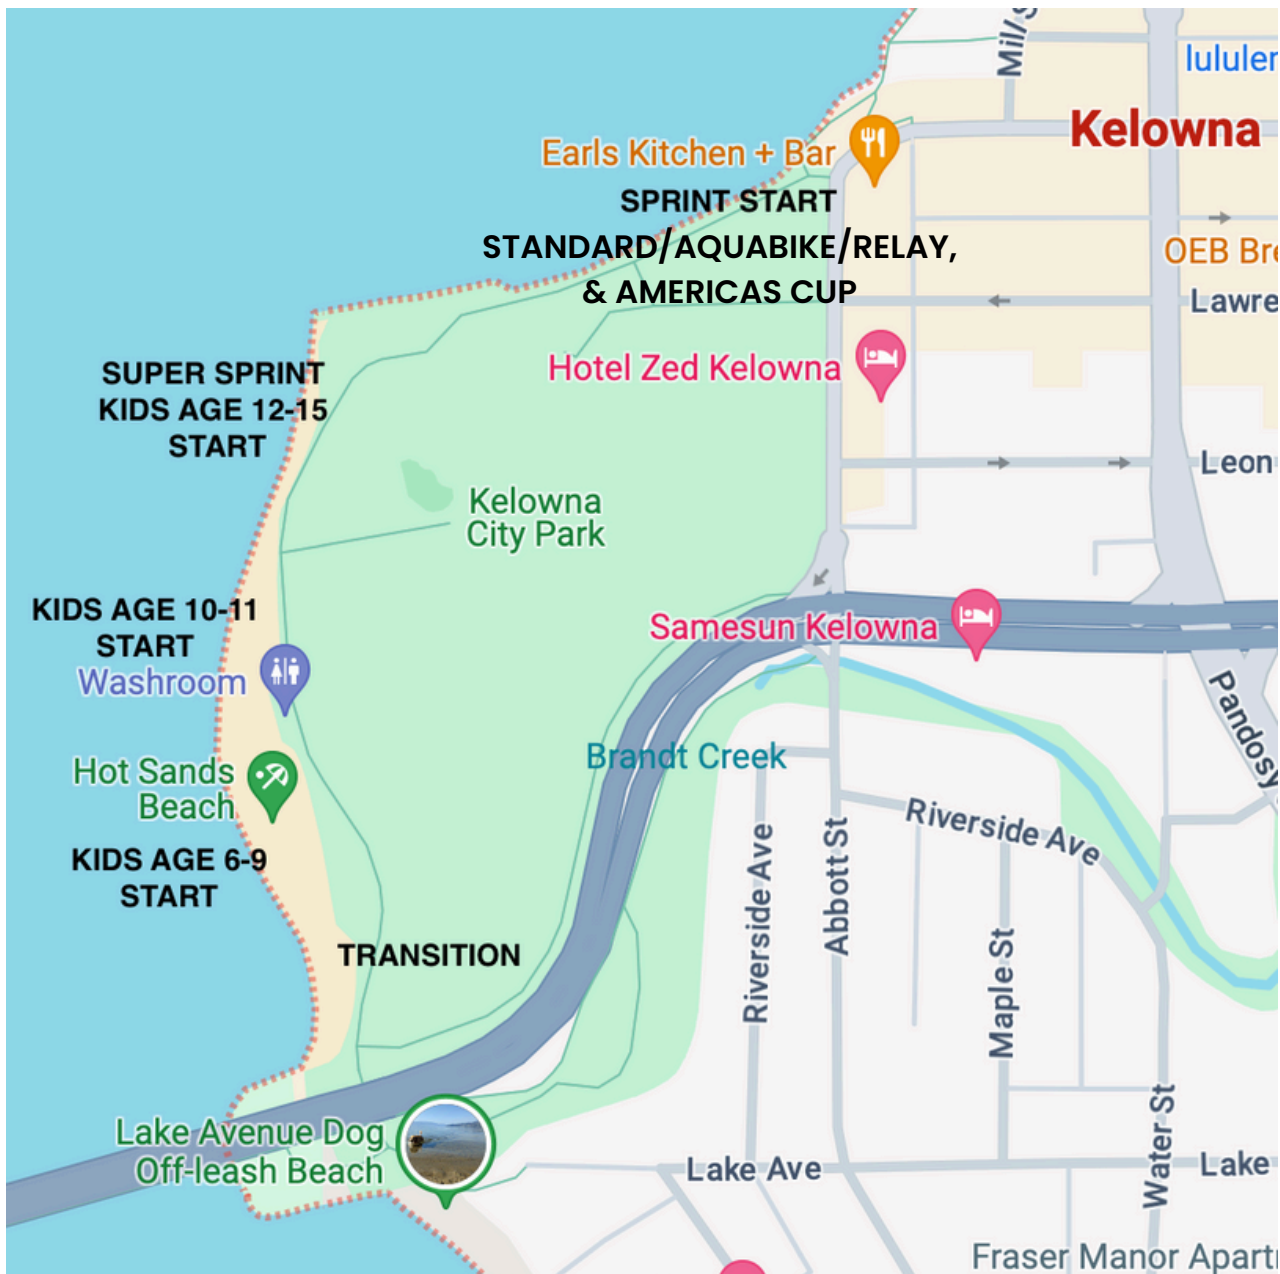 Mill S
lululer
Kelowna
Earls Kitchen + Bar
SPRINT START
STANDARD/AQUABIKE/RELAY,
& AMERICAS CUP
OEB Bre
Lawre
Hotel Zed Kelowna
SUPER SPRINT
KIDS AGE 12-15
START
Leon
Kelowna
City Park
KIDS AGE 10-11
START
Washroom
Samesun Kelowna
Pandosy
Hot Sands
Beach
Brandt Creek
Riverside Ave
Riverside Ave
Abbott St
KIDS AGE 6-9
START
TRANSITION
Maple St
Lake Avenue Dog
Off-leash Beach
Lake Ave
Water St
Lake
Fraser Manor Apart